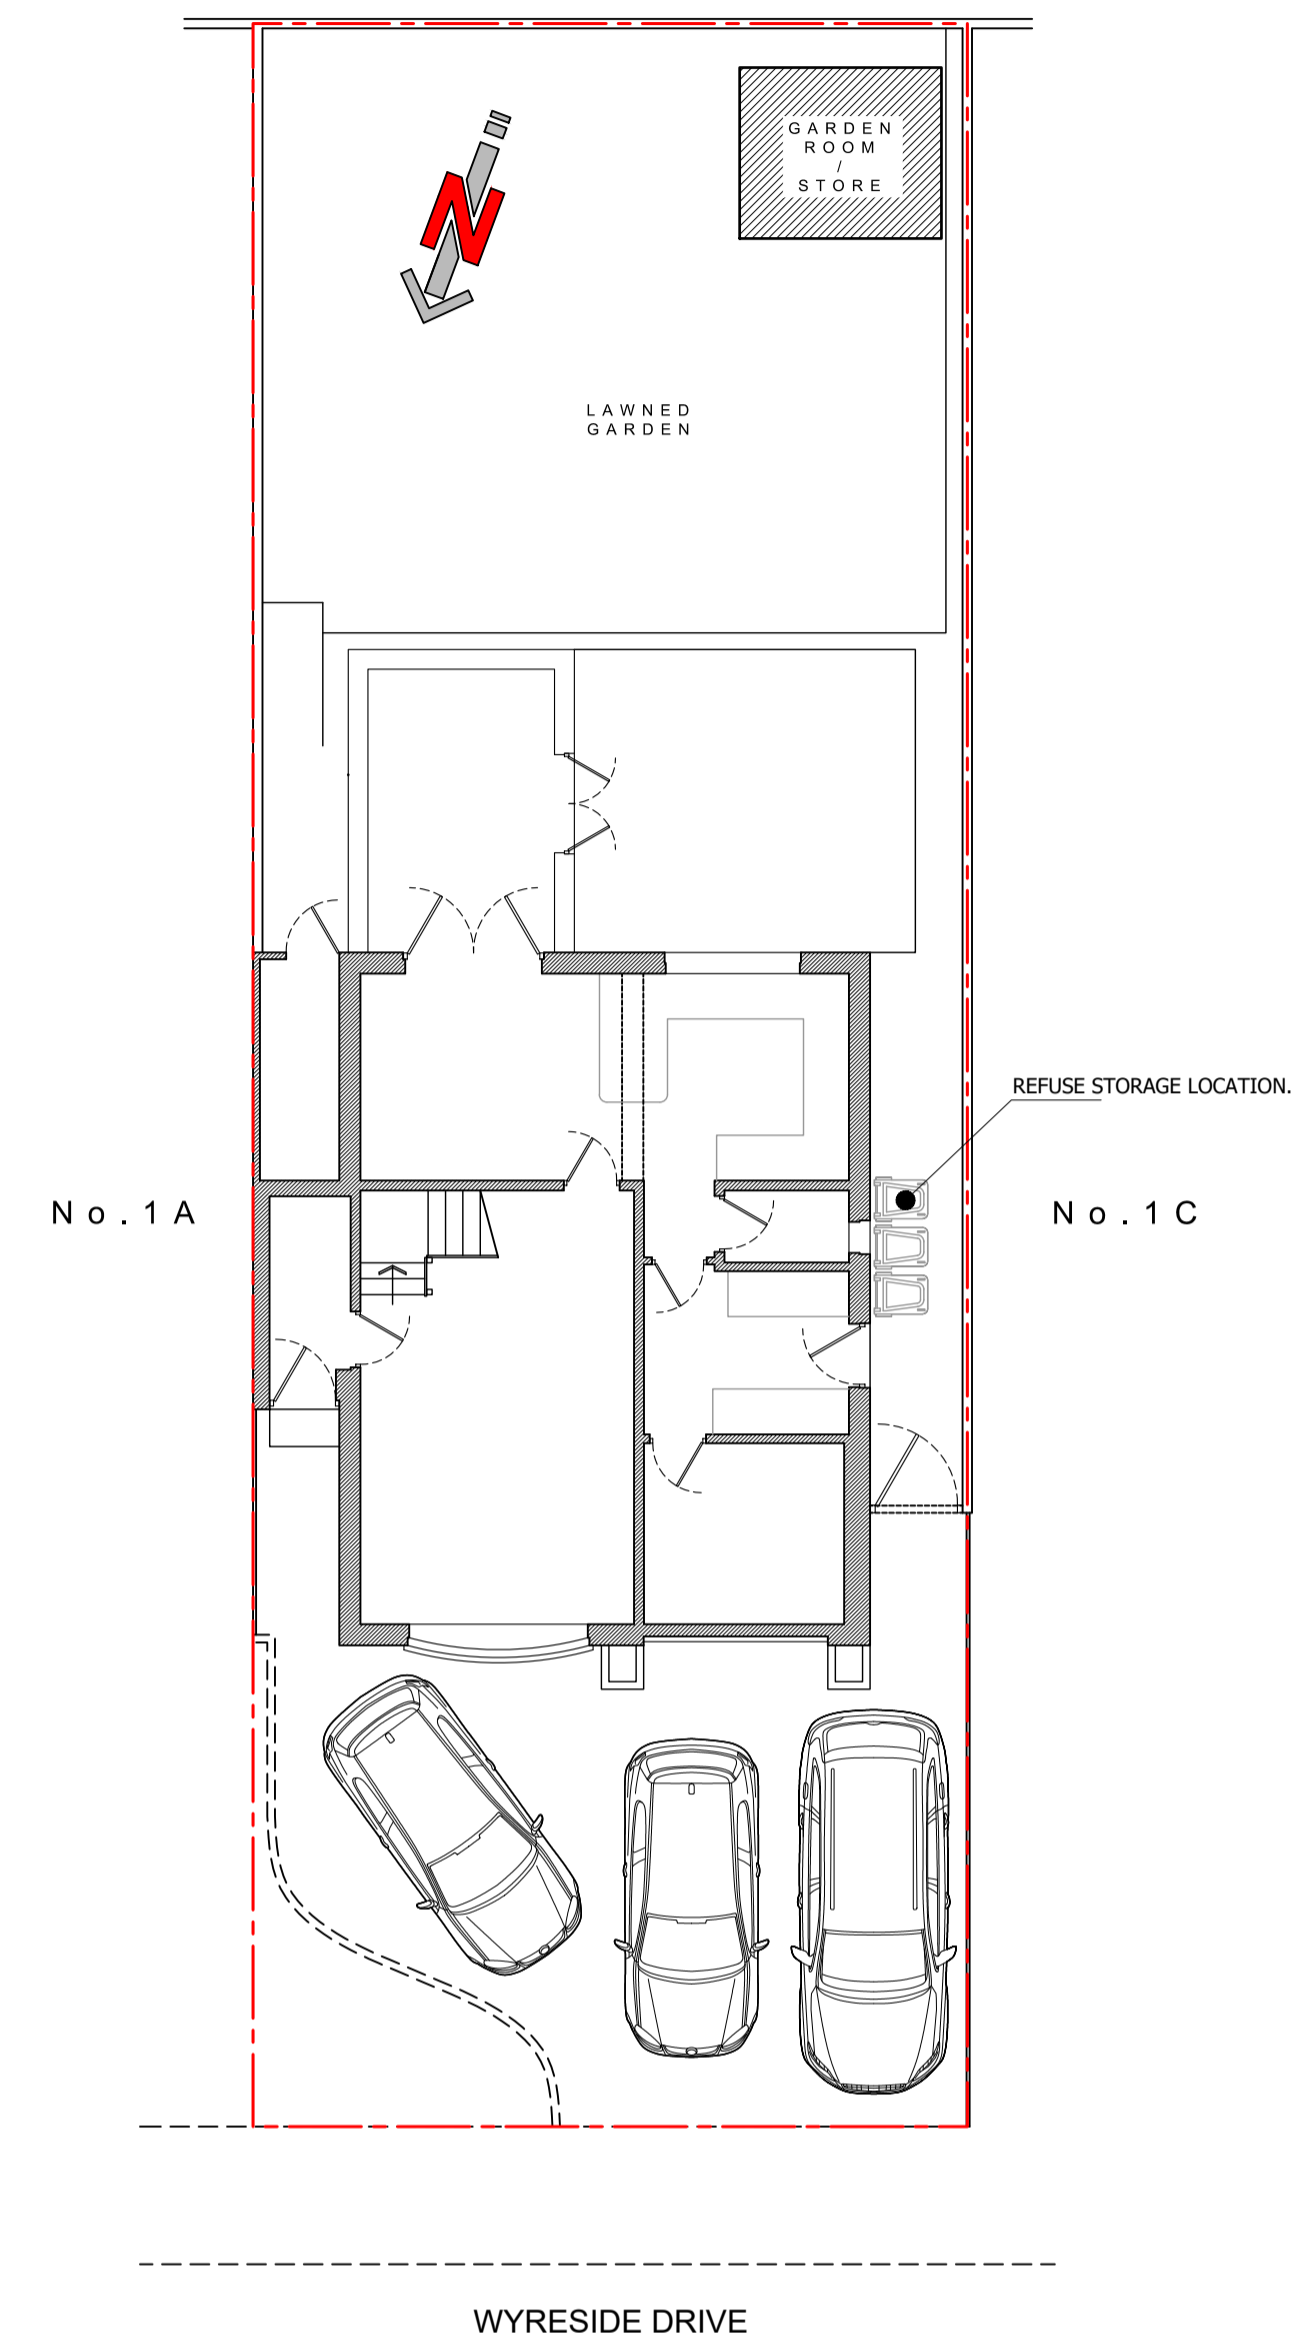 GARDEN
ROOM
/
STORE
N
LAWNED
GARDEN
REFUSE STORAGE LOCATION.
No.1A
No.1C
WYRESIDE DRIVE